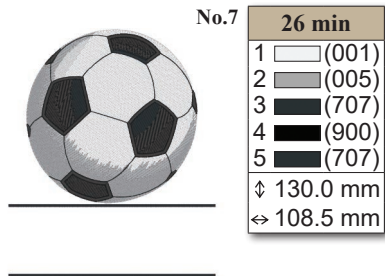 No.7
26 min
1 (001)
2 (005)
3 (707)
4 (900)
5 (707)
⇕ 130.0 mm
⇔ 108.5 mm